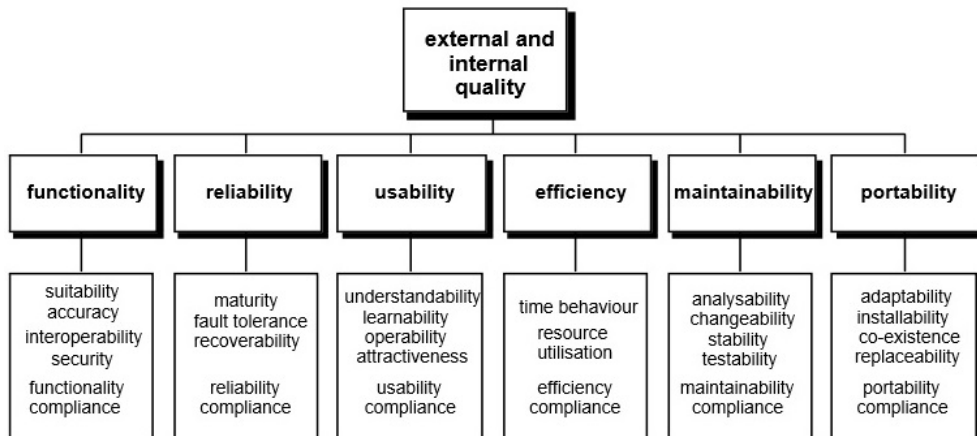 external and
internal
quality
functionality
reliability
usability
efficiency
maintainability
portability
suitability
accuracy
interoperability
security
functionality
compliance
maturity
fault tolerance
recoverability
reliability
compliance
understandability
learnability
operability
attractiveness
usability
compliance
time behaviour
resource
utilisation
efficiency
compliance
analysability
changeability
stability
testability
maintainability
compliance
adaptability
installability
co-existence
replaceability
portability
compliance